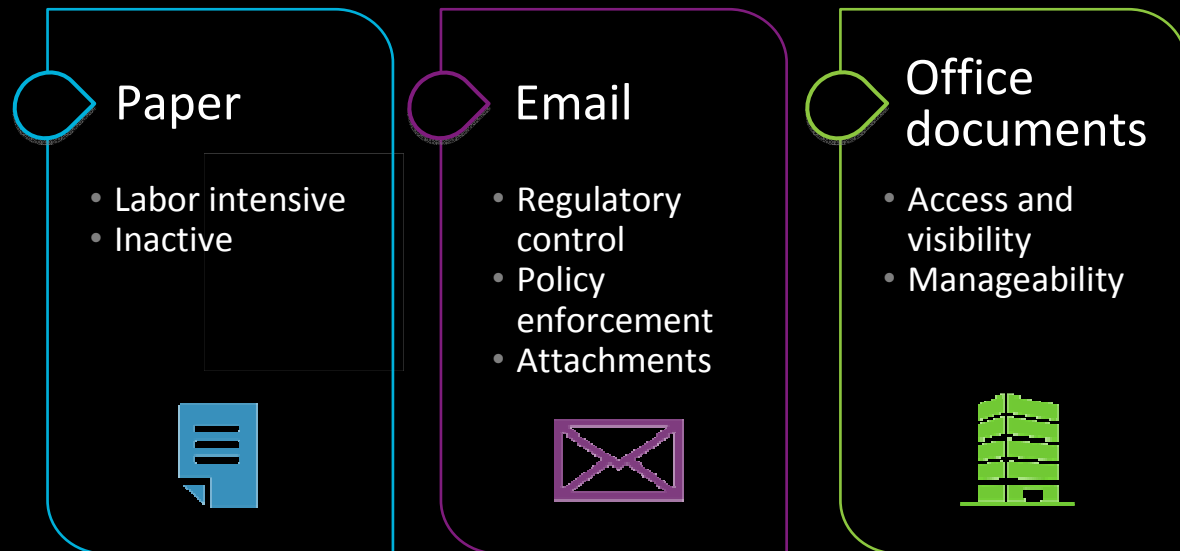 Paper
• Labor intensive
• Inactive
Email
• Regulatory
control
• Policy
enforcement
• Attachments
Office
documents
• Access and
visibility
• Manageability